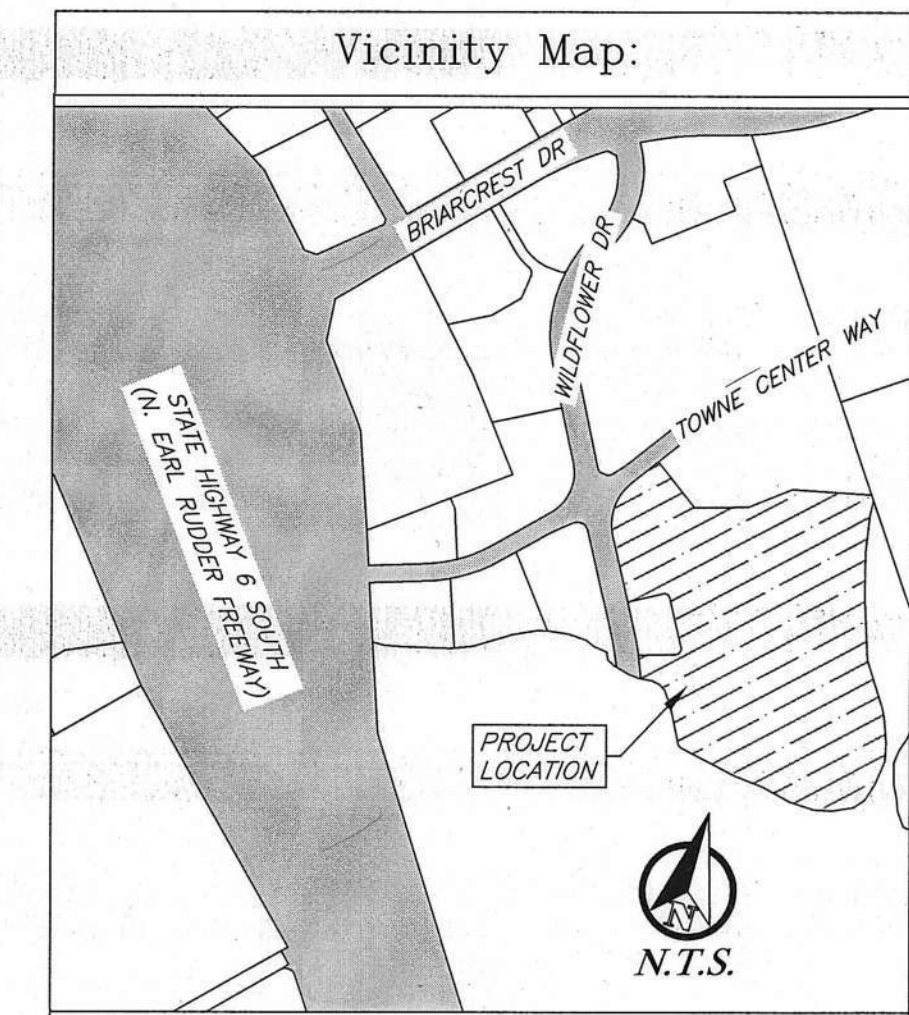 Vicinity Map:
BRIARCREST DR
WILDFLOWER DR
TOWNE CENTER WAY
STATE HIGHWAY 6 SOUTH
(N. EARL RUDDER FREEWAY)
PROJECT
LOCATION
N
N.T.S.